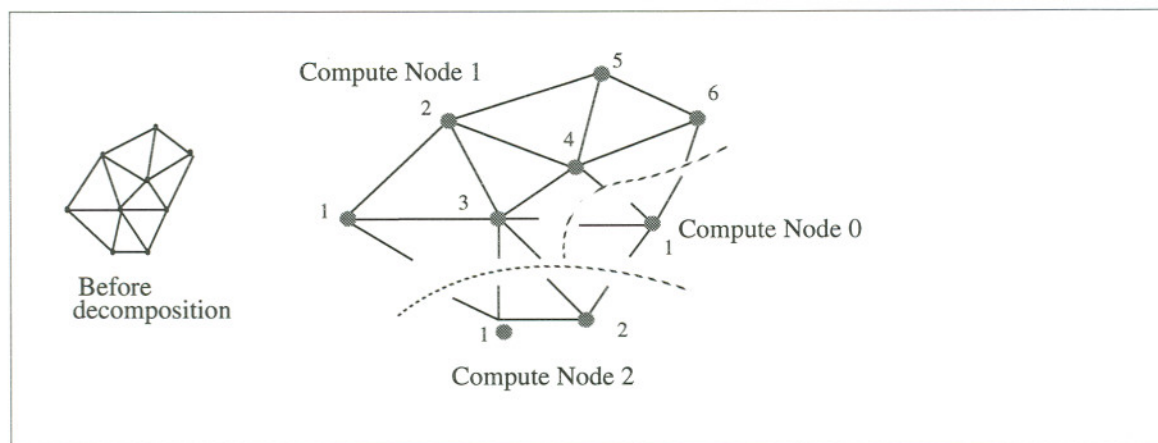 Compute Node 1
5
6
2
4
1
3
1
Compute Node 0
Before
decomposition
1
2
Compute Node 2